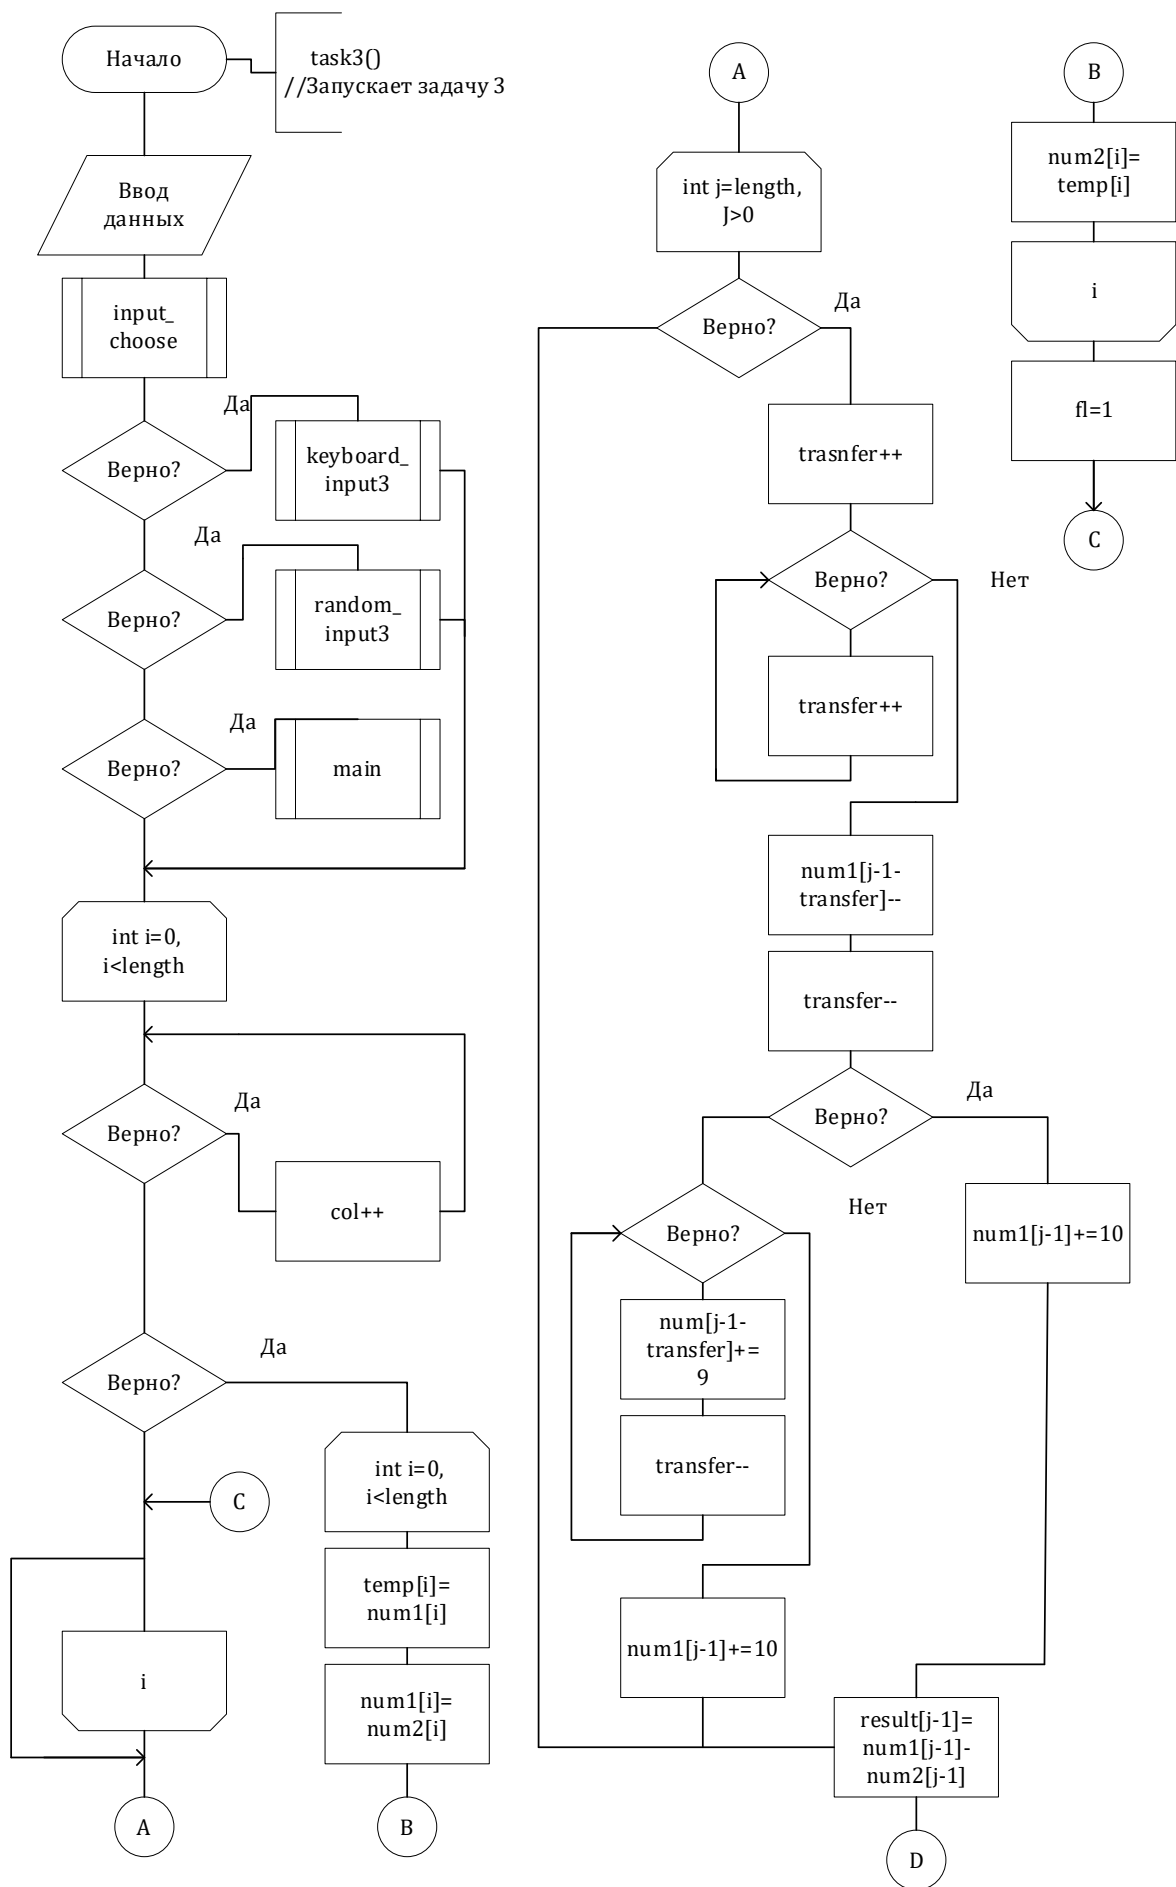 Начало
task3()
//Запускает задачу 3
Ввод
данных
input_
choose
Да
Верно?
keyboard_
input3
Да
Верно?
random_
input3
Да
Верно?
main
int i=0,
i<length
Верно?
Да
col++
Верно?
Да
int i=0,
i<length
C
temp[i]=
num1[i]
i
num1[i]=
num2[i]
A
B
A
int j=length,
J>0
Да
Верно?
trasnfer++
Верно?
Нет
transfer++
num1[j-1-
transfer]--
transfer--
Верно?
Да
Нет
Верно?
num1[j-1]+=10
num[j-1-
transfer]+=
9
transfer--
num1[j-1]+=10
result[j-1]=
num1[j-1]-
num2[j-1]
D
B
num2[i]=
temp[i]
i
fl=1
C